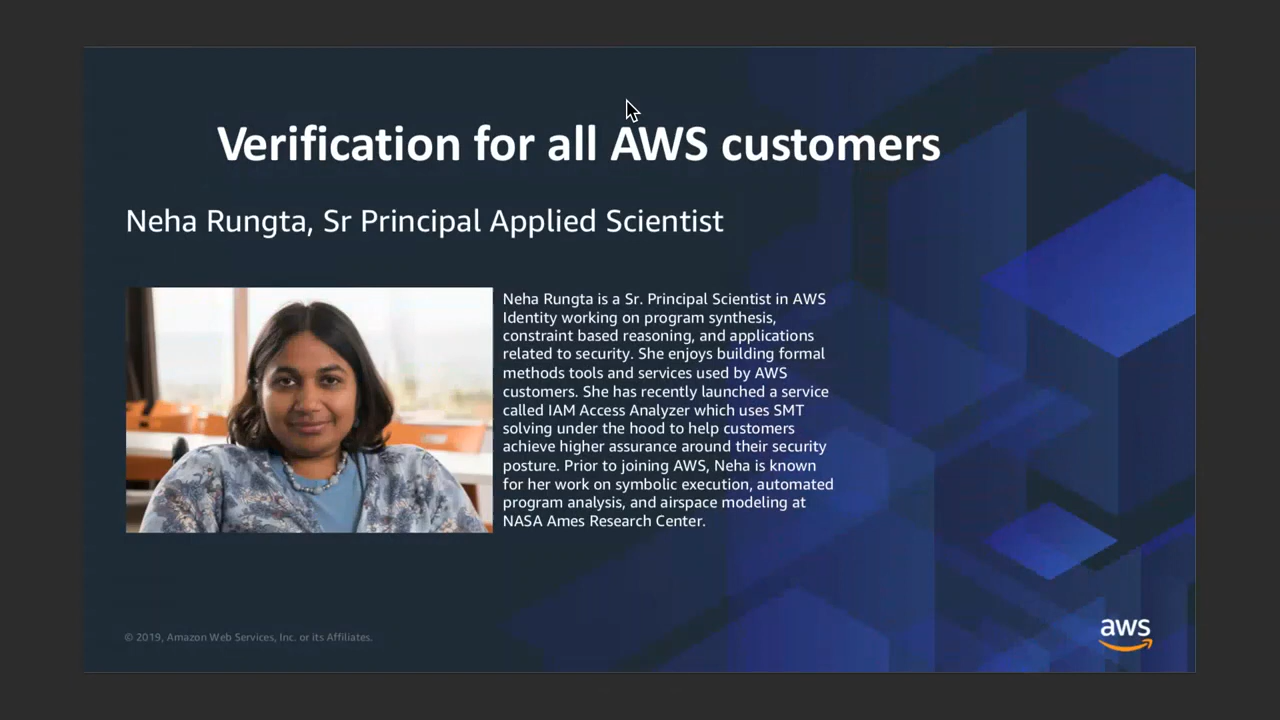 Verification for all AWS customers
Neha Rungta, Sr Principal Applied Scientist
Neha Rungta is a Sr. Principal Scientist in AWS
Identity working on program synthesis,
constraint based reasoning, and applications
related to security. She enjoys building formal
methods tools and services used by AWS
customers. She has recently launched a service
called IAM Access Analyzer which uses SMT
solving under the hood to help customers
achieve higher assurance around their security
posture. Prior to joining AWS, Neha is known
for her work on symbolic execution, automated
program analysis, and airspace modeling at
NASA Ames Research Center.
© 2019, Amazon Web Services, Inc. or its Affiliates.
aws